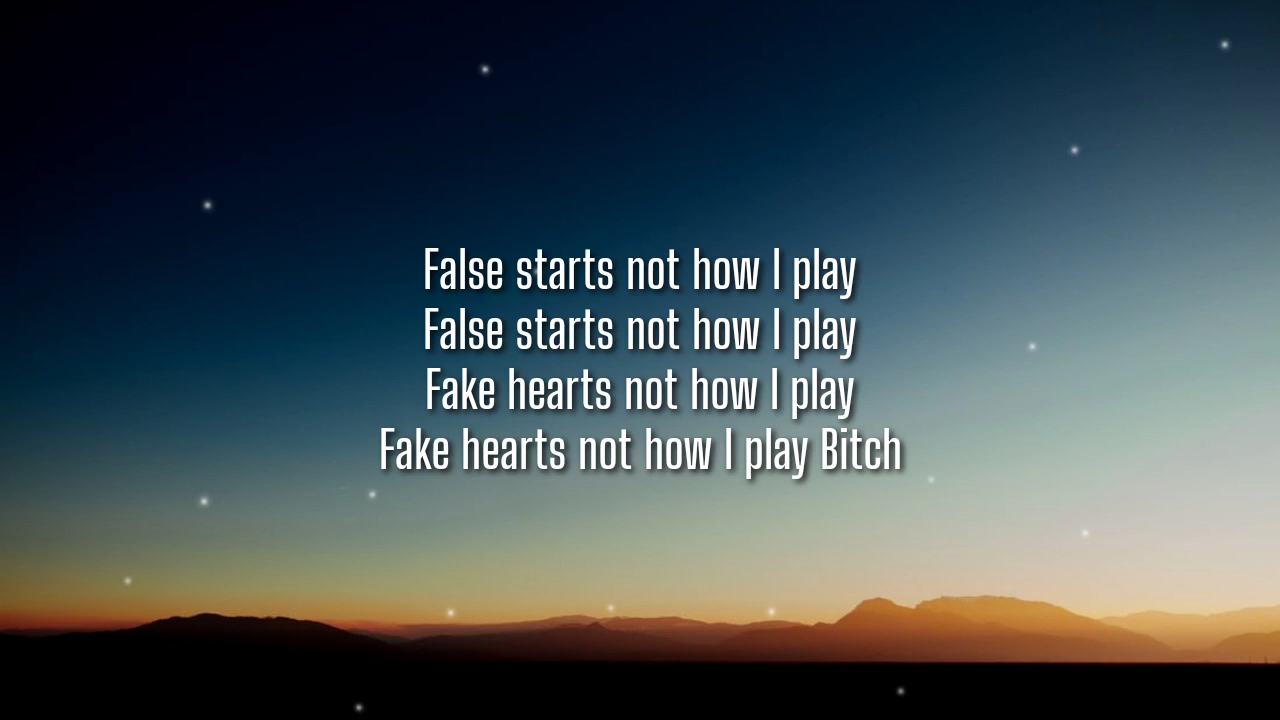 False starts not how I play
False starts not how I play
Fake hearts not how I play
Fake hearts not how I play Bitch